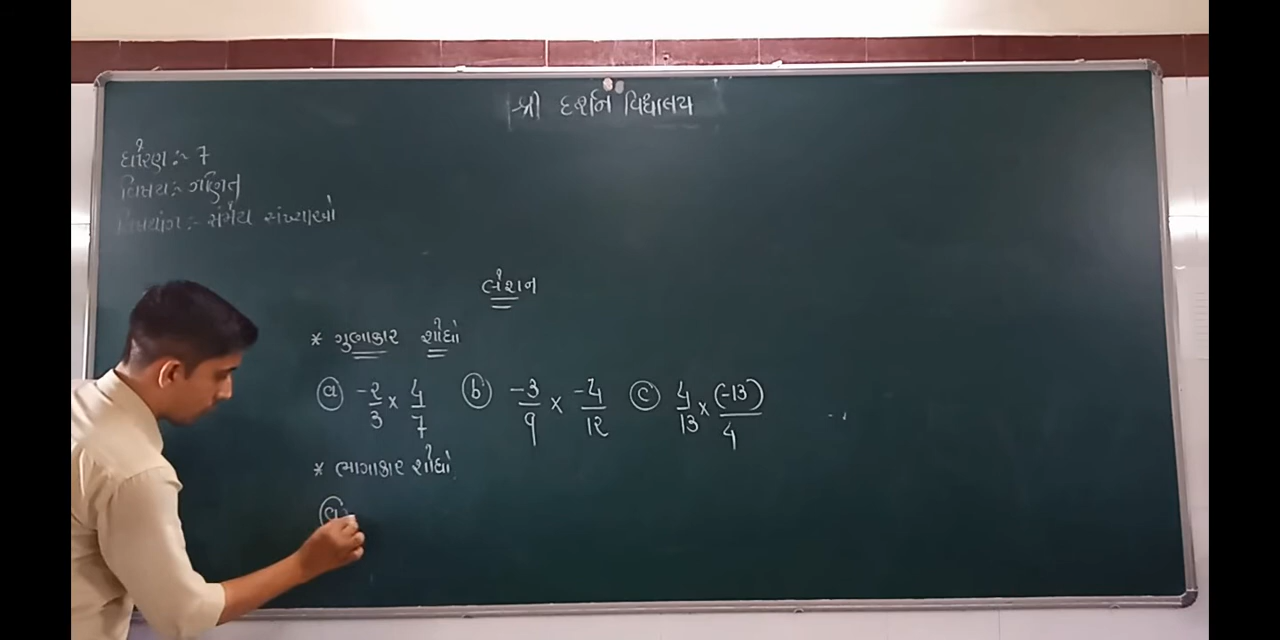 શ્રી દર્શન વિધાલય
ધોરણ :- 7
વિષય :- ગણિત
વિષયાંગ :- સંમેય સંખ્યાઓ
લેશન
* ગુણાકાર શોધો
ⓐ -2/3 × 4/7 ⓑ -3/9 × -4/12 ⓒ 4/13 × (-13)/4
* ભાગાકાર શોધો